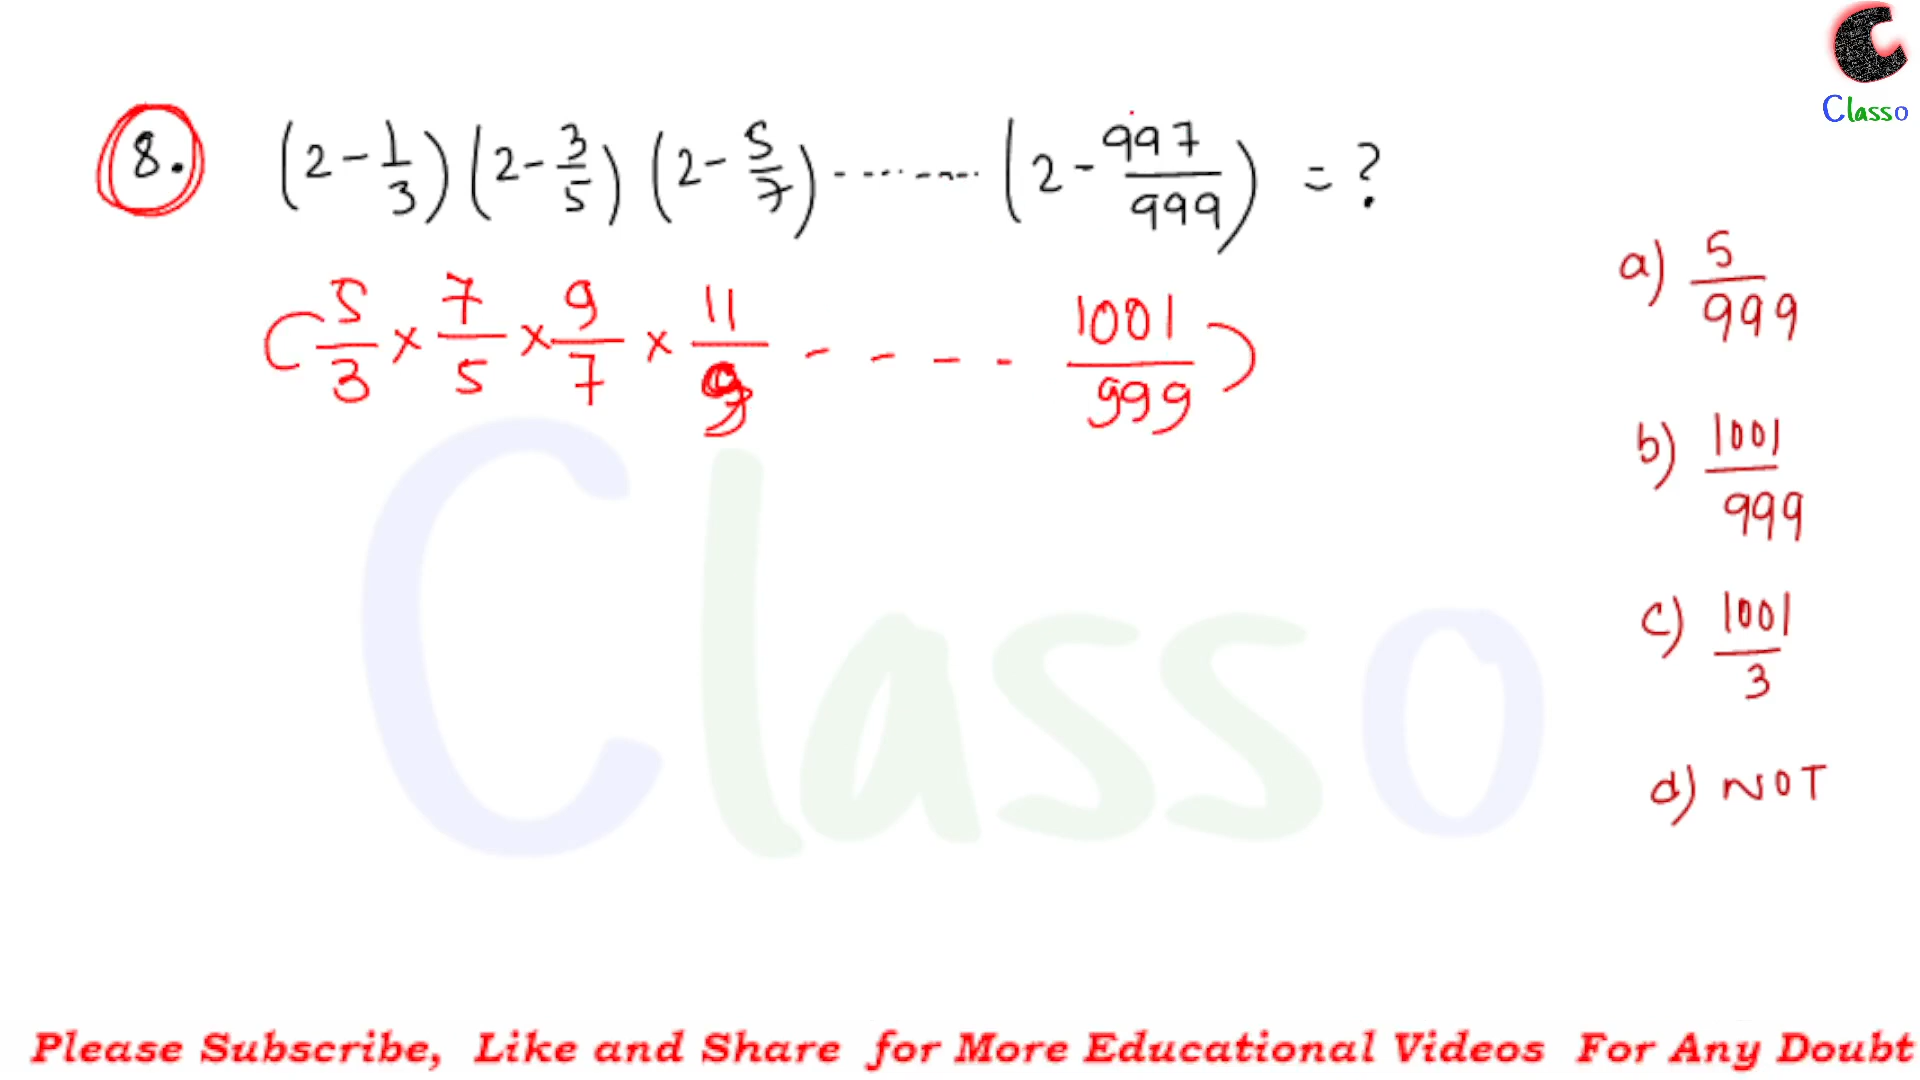 Classo
8. (2 - 1/3) (2 - 3/5) (2 - 5/7) ........... (2 - 997/999) = ?
(5/3 × 7/5 × 9/7 × 11/9 - - - - 1001/999)
a) 5/999
b) 1001/999
c) 1001/3
d) NOT
Classo
Please Subscribe, Like and Share for More Educational Videos For Any Doubt